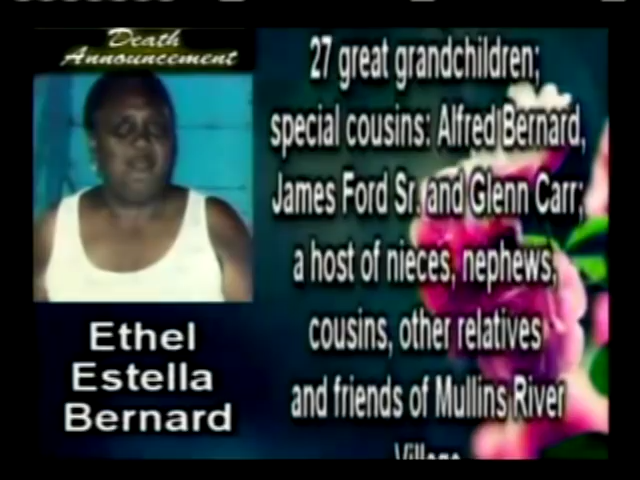 Death
Announcement
Ethel
Estella
Bernard
27 great grandchildren;
special cousins: Alfred Bernard,
James Ford Sr. and Glenn Carr;
a host of nieces, nephews,
cousins, other relatives
and friends of Mullins River
Village